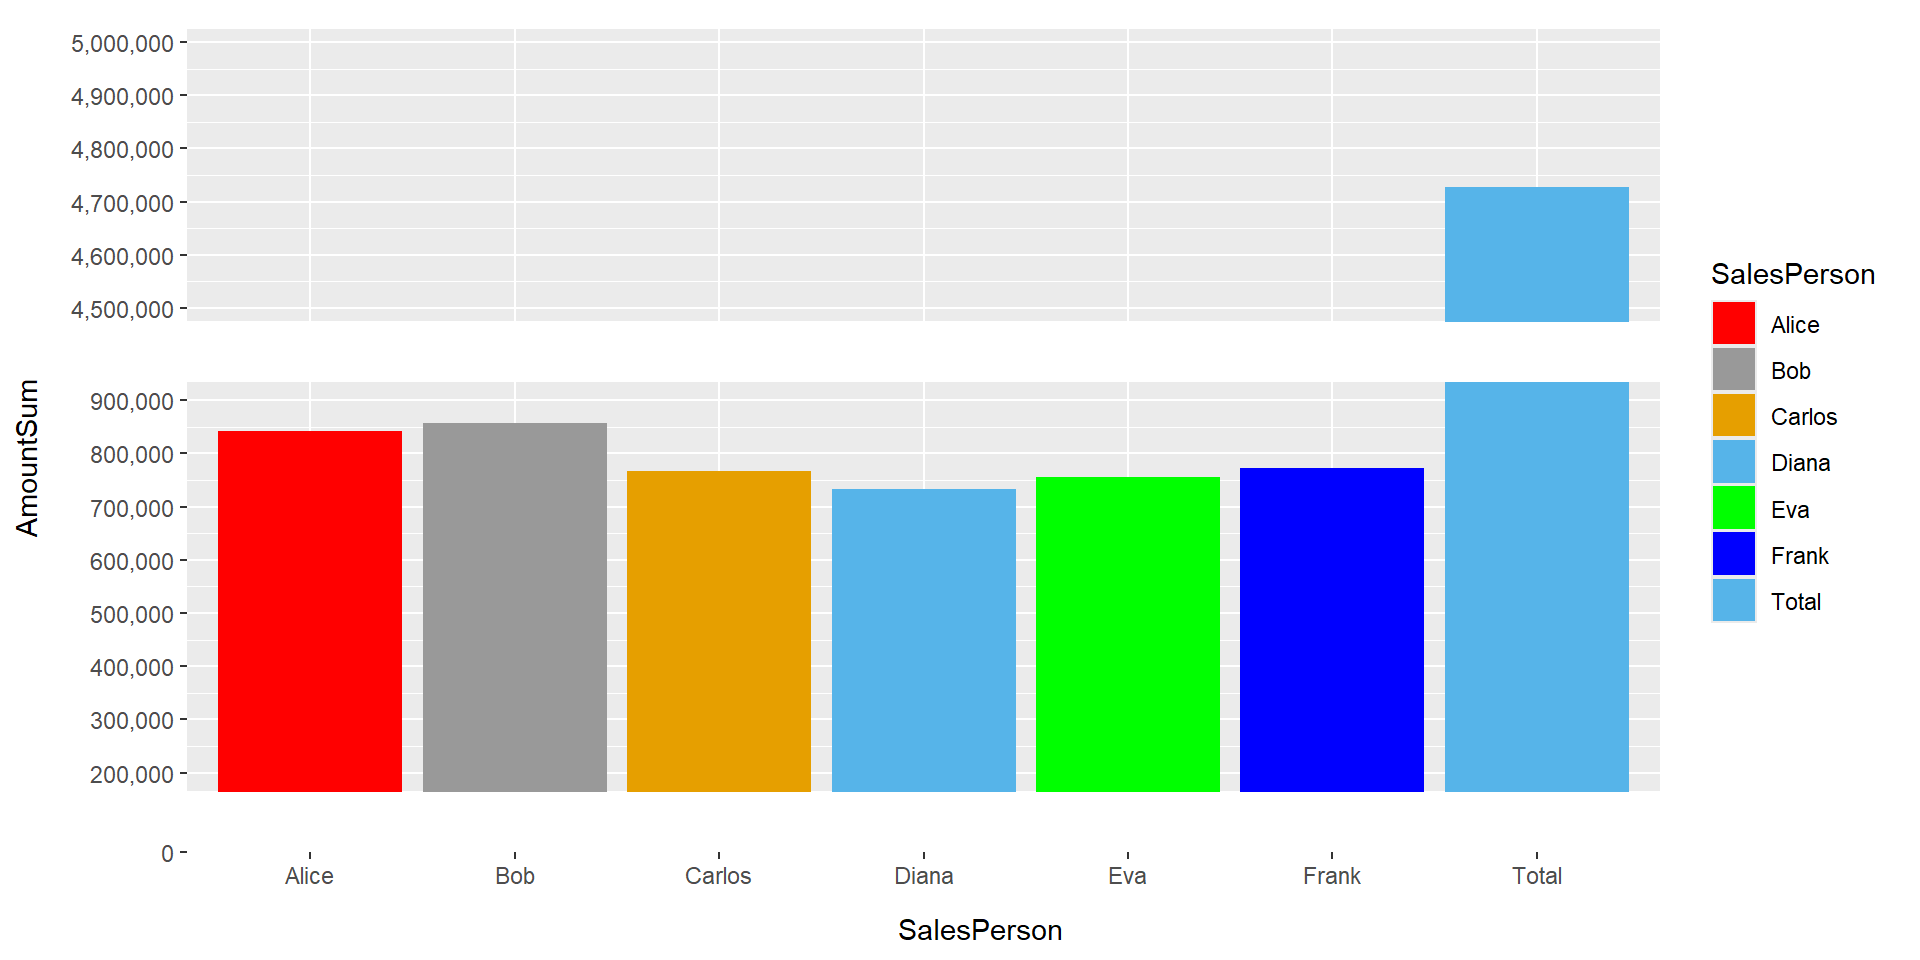 5,000,000
4,900,000
4,800,000
4,700,000
4,600,000
4,500,000
900,000
800,000
700,000
600,000
500,000
400,000
300,000
200,000
0
AmountSum
Alice Bob Carlos Diana Eva Frank Total
SalesPerson
SalesPerson
Alice
Bob
Carlos
Diana
Eva
Frank
Total